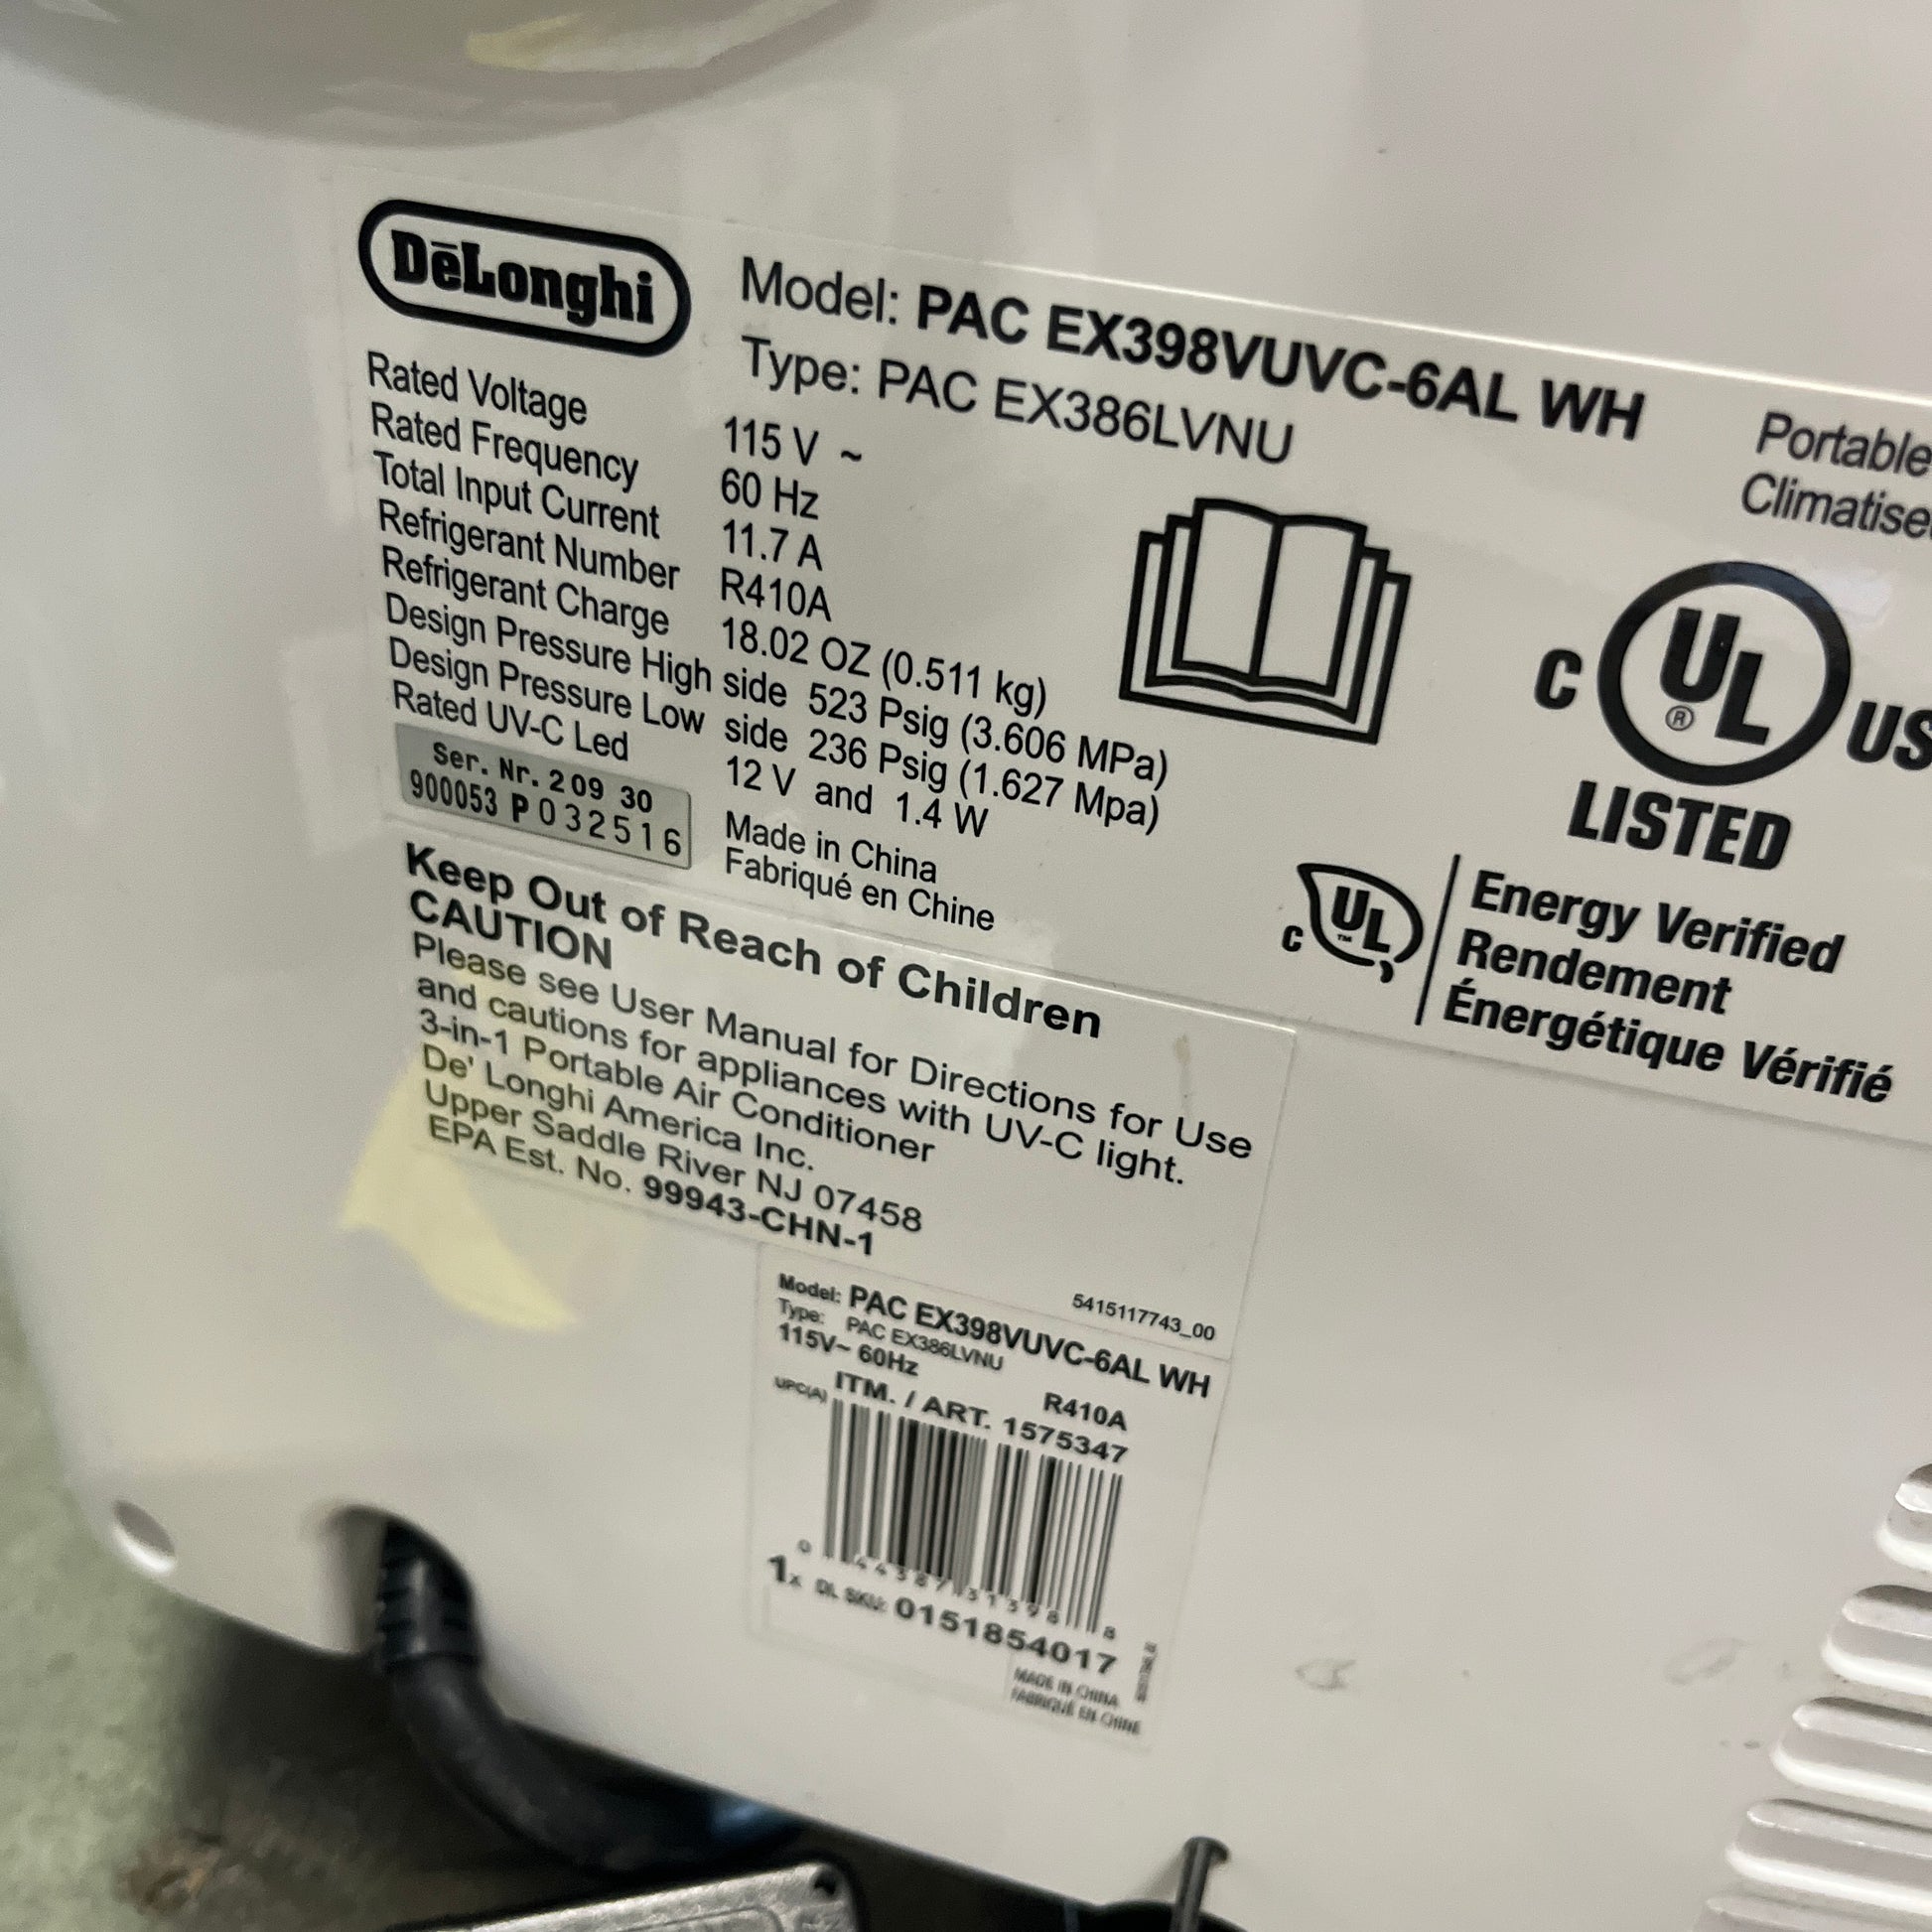 DēLonghi
Model: PAC EX398VUVC-6AL WH
Type: PAC EX386LVNU
Portable
Rated Voltage 115 V ~
Rated Frequency 60 Hz
Total Input Current 11.7 A
Refrigerant Number R410A
Refrigerant Charge 18.02 OZ (0.511 kg)
Design Pressure High side 523 Psig (3.606 MPa)
Design Pressure Low side 236 Psig (1.627 Mpa)
Rated UV-C Led 12 V and 1.4 W
Ser. Nr. 209 30
900053 P 032516
Made in China
Fabriqué en Chine
C UL ® US
LISTED
C UL ™
Energy Verified
Rendement
Énergétique Vérifié
Keep Out of Reach of Children
CAUTION
Please see User Manual for Directions for Use
and cautions for appliances with UV-C light.
3-in-1 Portable Air Conditioner
De' Longhi America Inc.
Upper Saddle River NJ 07458
EPA Est. No. 99943-CHN-1
5415117743_00
Model: PAC EX398VUVC-6AL WH
Type: PAC EX386LVNU
115V~ 60Hz R410A
UPC(A) ITM. / ART. 1575347
0 44387 31398 8
1x DL SKU: 0151854017
MADE IN CHINA
FABRIQUÉ EN CHINE